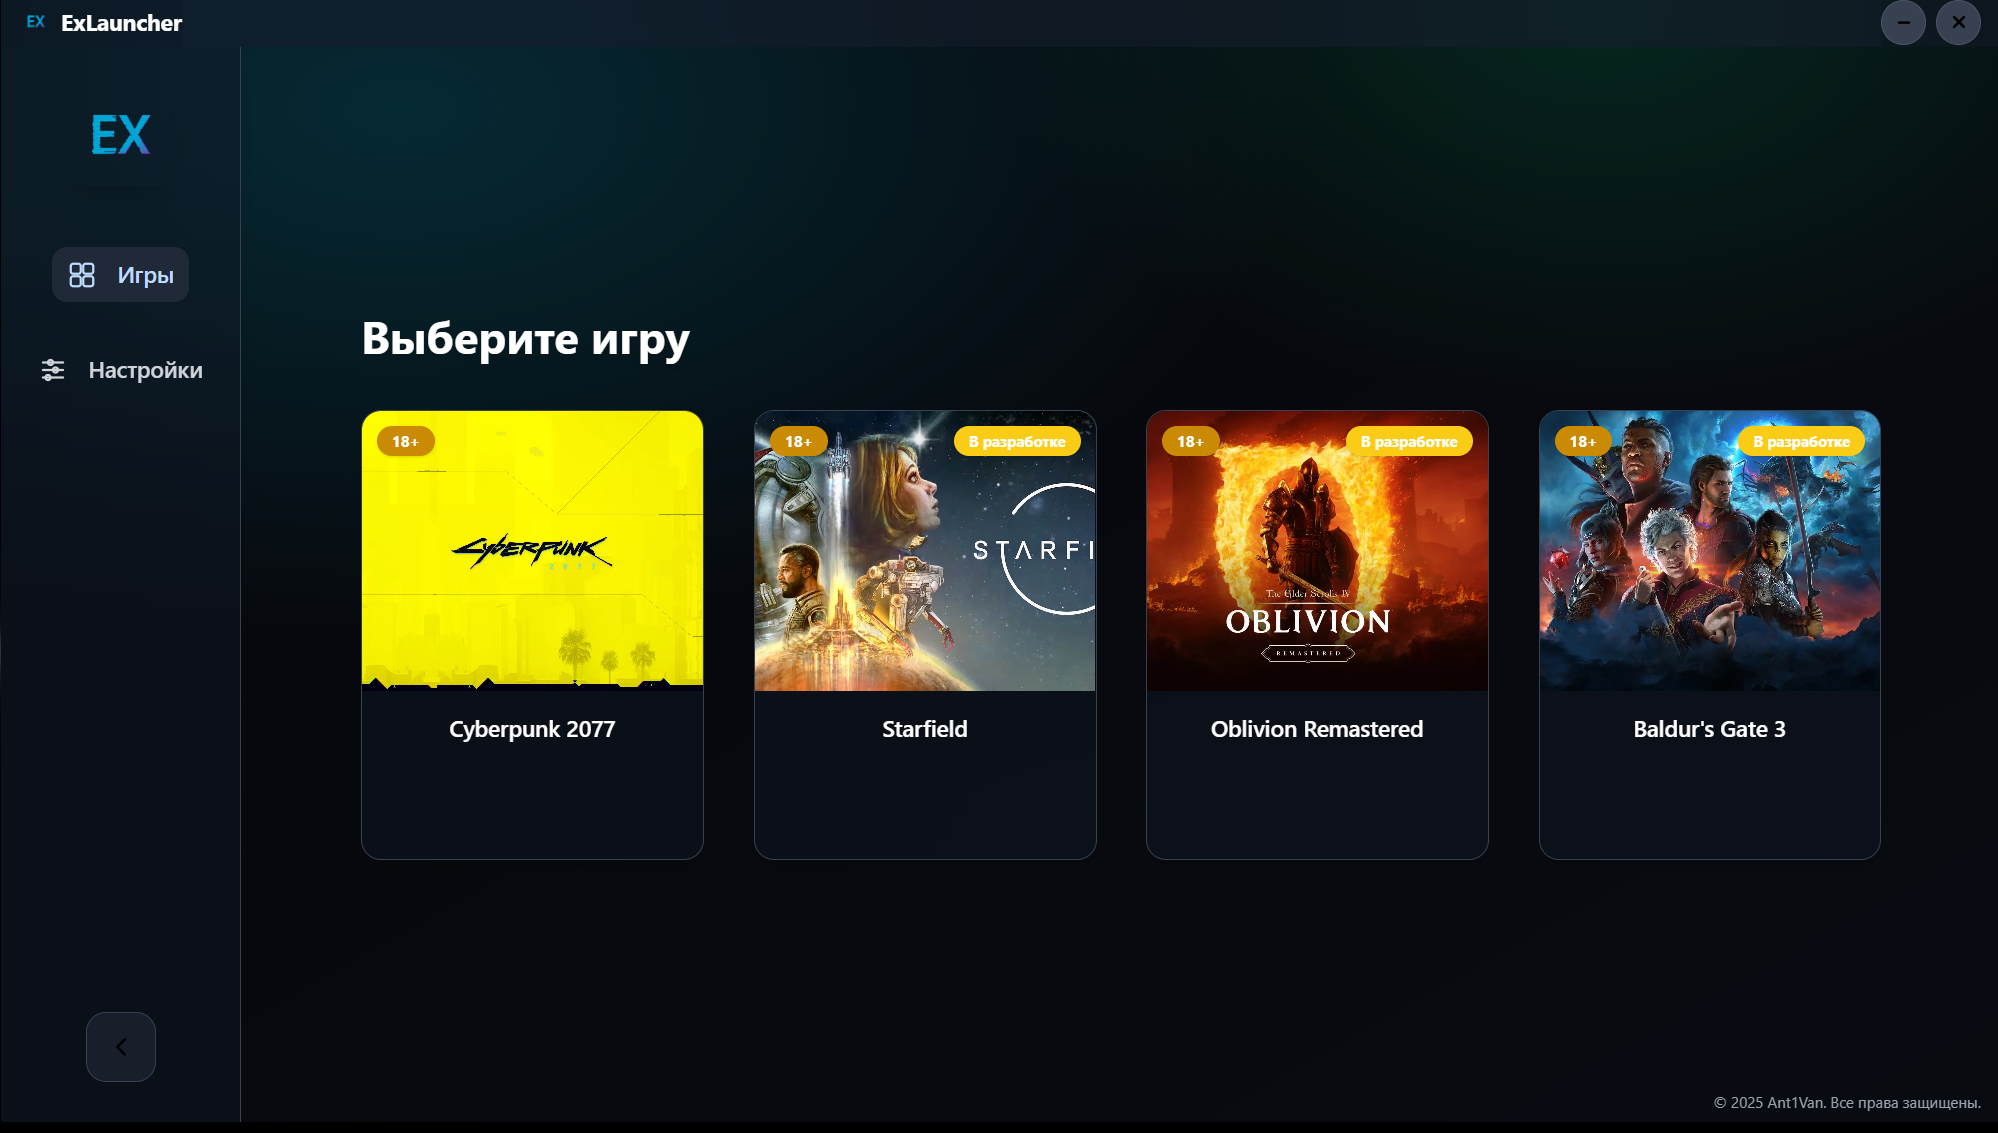 EX ExLauncher
EX
Игры
Настройки
Выберите игру
18+
CYBERPUNK
2077
Cyberpunk 2077
18+ В разработке
STARFI
Starfield
18+ В разработке
The Elder Scrolls IV
OBLIVION
REMASTERED
Oblivion Remastered
18+ В разработке
Baldur's Gate 3
© 2025 Ant1Van. Все права защищены.